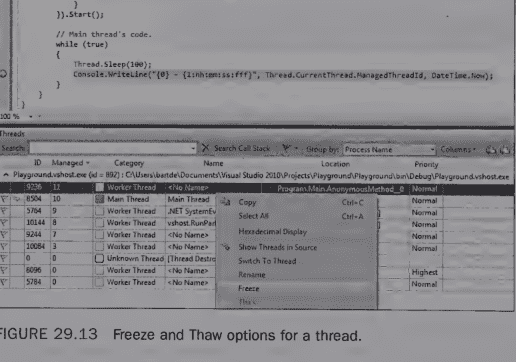 }
}).Start();
// Main thread's code.
while (true)
{
Thread.Sleep(100);
Console.WriteLine("{0} - {1:hh:mm:ss:fff}", Thread.CurrentThread.ManagedThreadId, DateTime.Now);
}
}
}
100 %
Threads
Search: Search Call Stack Group by: Process Name Columns
ID Managed Category Name Location Priority
Playground.vshost.exe (id = 892) : C:\Users\bartde\Documents\Visual Studio 2010\Projects\Playground\Playground\bin\Debug\Playground.vshost.exe
9236 11 Worker Thread <No Name> Program.Main.AnonymousMethod__0 Normal
8504 10 Main Thread Main Thread Normal
5764 9 Worker Thread .NET SystemEv Normal
10144 8 Worker Thread vshost.RunPar Normal
9244 7 Worker Thread <No Name> Normal
10084 3 Worker Thread <No Name> Normal
0 0 Unknown Thread [Thread Destro
6096 0 Worker Thread <No Name> Highest
5784 0 Worker Thread <No Name> Normal
Copy Ctrl+C
Select All Ctrl+A
Hexadecimal Display
Show Threads in Source
Switch To Thread
Rename
Freeze
Thaw
FIGURE 29.13 Freeze and Thaw options for a thread.